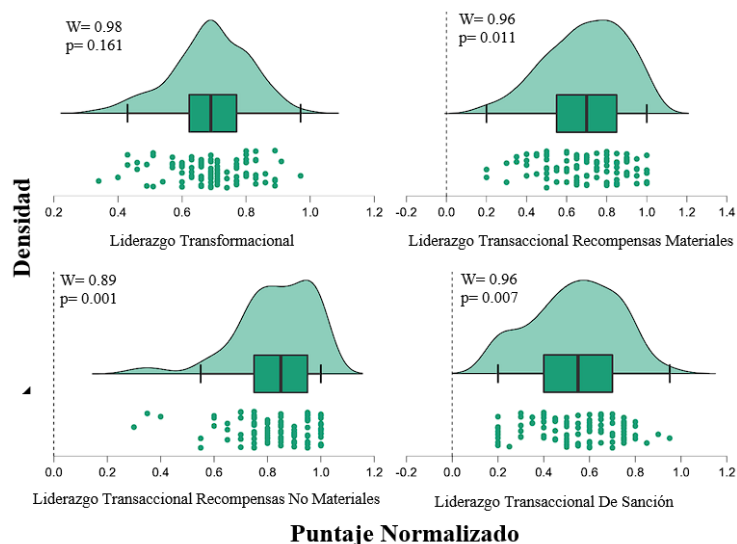 W= 0.98
p= 0.161
0.2 0.4 0.6 0.8 1.0 1.2
Liderazgo Transformacional
W= 0.96
p= 0.011
-0.2 0.0 0.2 0.4 0.6 0.8 1.0 1.2 1.4
Liderazgo Transaccional Recompensas Materiales
Densidad
W= 0.89
p= 0.001
0.0 0.2 0.4 0.6 0.8 1.0 1.2
Liderazgo Transaccional Recompensas No Materiales
W= 0.96
p= 0.007
-0.2 0.0 0.2 0.4 0.6 0.8 1.0 1.2
Liderazgo Transaccional De Sanción
Puntaje Normalizado